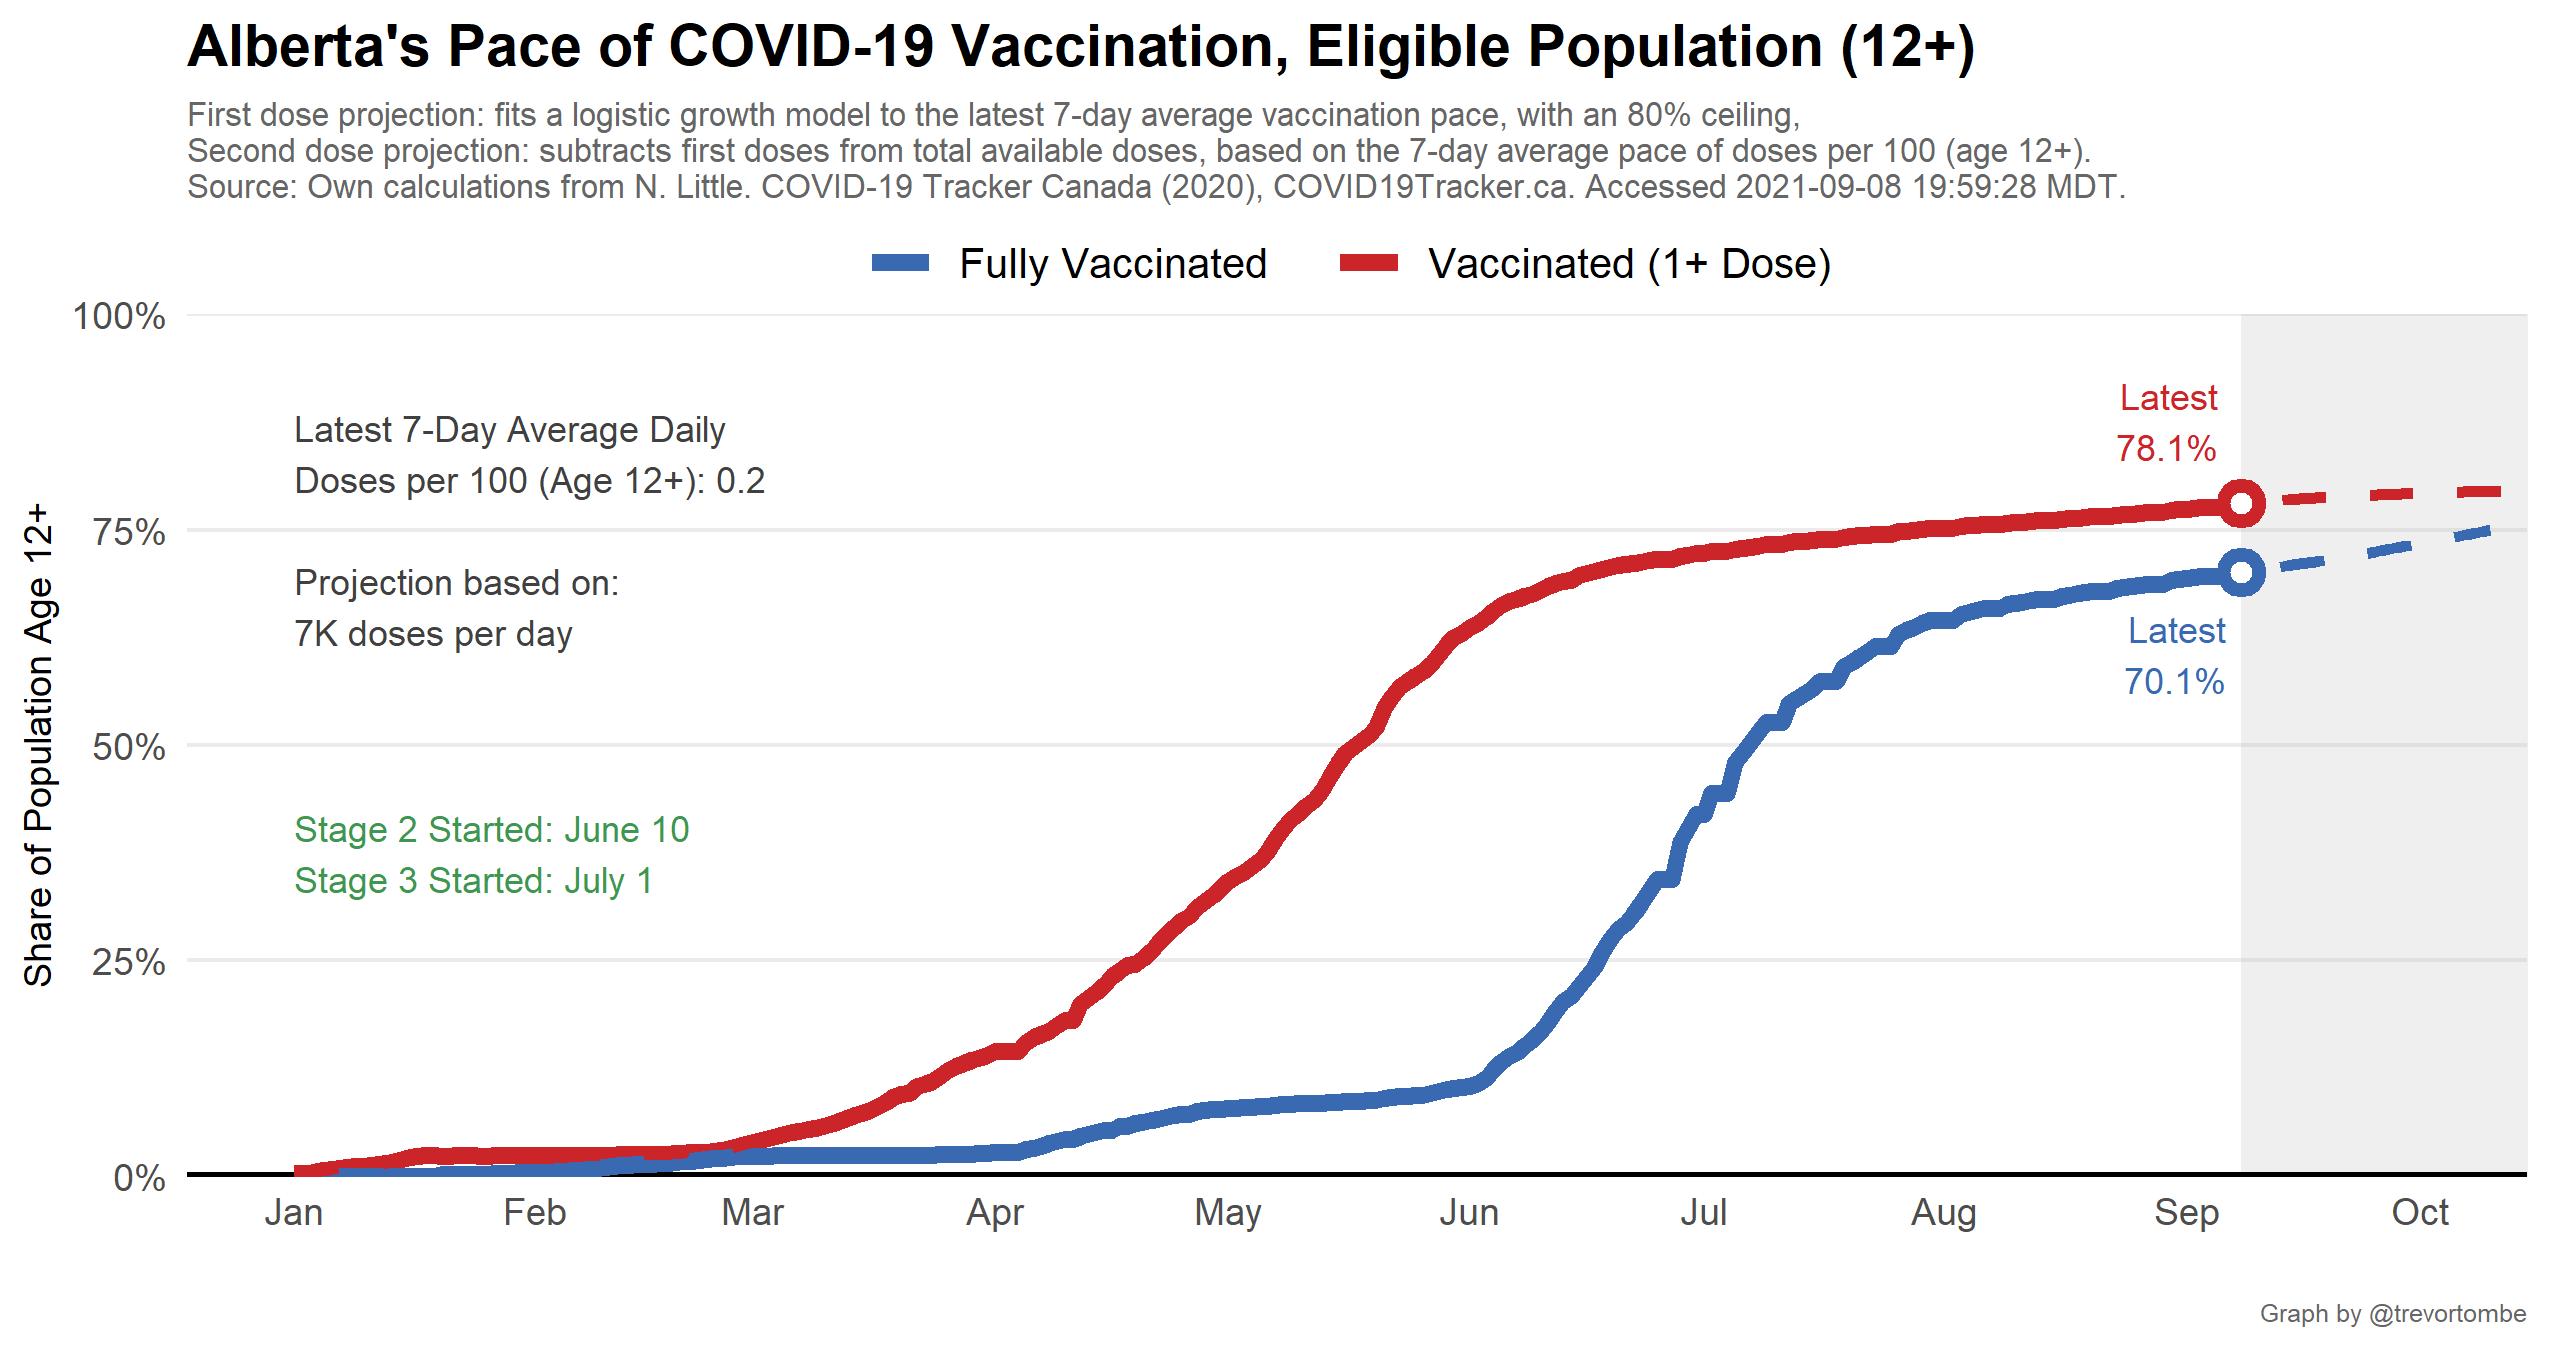 Alberta's Pace of COVID-19 Vaccination, Eligible Population (12+)
First dose projection: fits a logistic growth model to the latest 7-day average vaccination pace, with an 80% ceiling,
Second dose projection: subtracts first doses from total available doses, based on the 7-day average pace of doses per 100 (age 12+).
Source: Own calculations from N. Little. COVID-19 Tracker Canada (2020), COVID19Tracker.ca. Accessed 2021-09-08 19:59:28 MDT.
Fully Vaccinated
Vaccinated (1+ Dose)
Share of Population Age 12+
100%
75%
50%
25%
0%
Latest 7-Day Average Daily
Doses per 100 (Age 12+): 0.2
Projection based on:
7K doses per day
Stage 2 Started: June 10
Stage 3 Started: July 1
Latest
78.1%
Latest
70.1%
Jan
Feb
Mar
Apr
May
Jun
Jul
Aug
Sep
Oct
Graph by @trevortombe